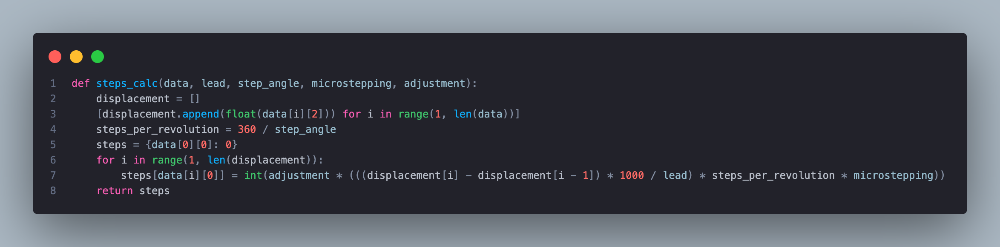 1 def steps_calc(data, lead, step_angle, microstepping, adjustment):
2     displacement = []
3     [displacement.append(float(data[i][2])) for i in range(1, len(data))]
4     steps_per_revolution = 360 / step_angle
5     steps = {data[0][0]: 0}
6     for i in range(1, len(displacement)):
7         steps[data[i][0]] = int(adjustment * (((displacement[i] - displacement[i - 1]) * 1000 / lead) * steps_per_revolution * microstepping))
8     return steps